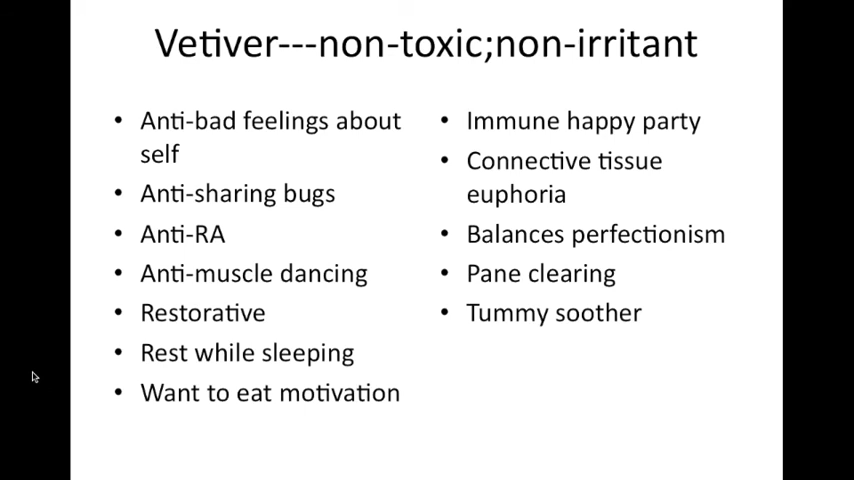 Vetiver---non-toxic;non-irritant
• Anti-bad feelings about
self
• Anti-sharing bugs
• Anti-RA
• Anti-muscle dancing
• Restorative
• Rest while sleeping
• Want to eat motivation
• Immune happy party
• Connective tissue
euphoria
• Balances perfectionism
• Pane clearing
• Tummy soother